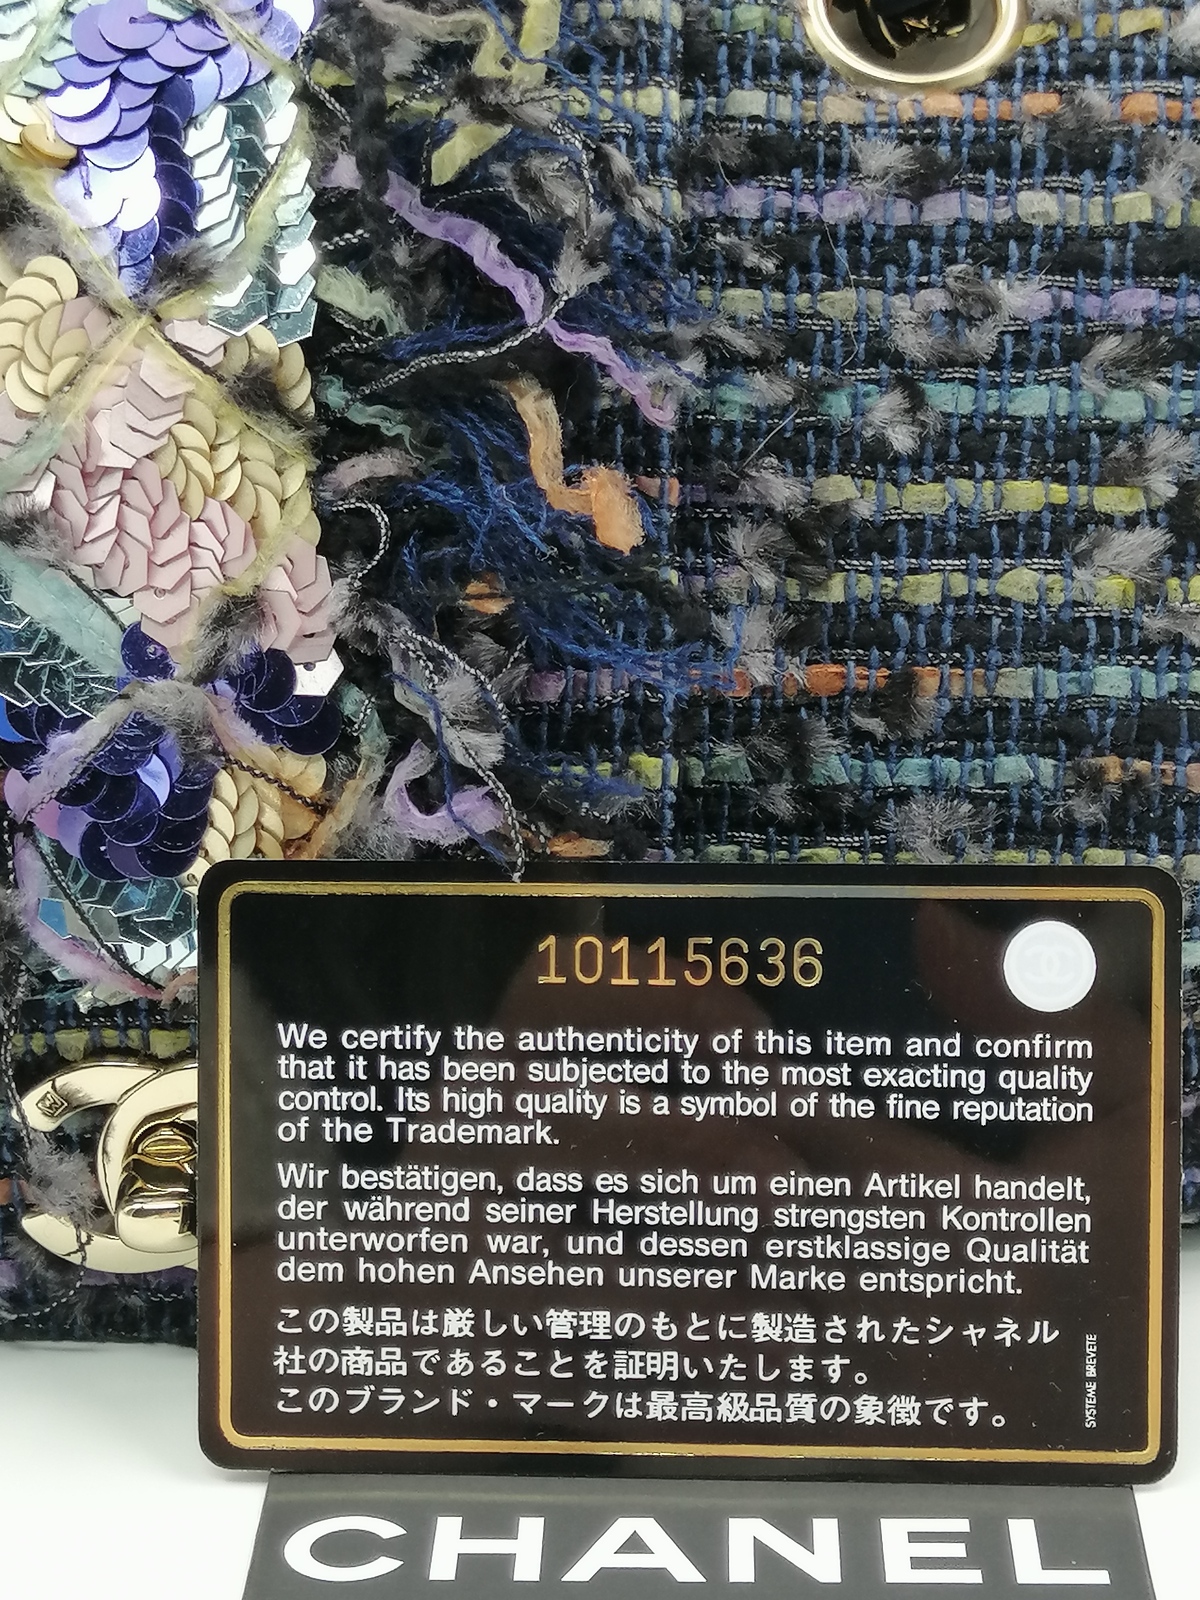 10115636
We certify the authenticity of this item and confirm
that it has been subjected to the most exacting quality
control. Its high quality is a symbol of the fine reputation
of the Trademark.
Wir bestätigen, dass es sich um einen Artikel handelt,
der während seiner Herstellung strengsten Kontrollen
unterworfen war, und dessen erstklassige Qualität
dem hohen Ansehen unserer Marke entspricht.
この製品は厳しい管理のもとに製造されたシャネル
社の商品であることを証明いたします。
このブランド・マークは最高級品質の象徴です。
SYSTEME BREVETE
CHANEL